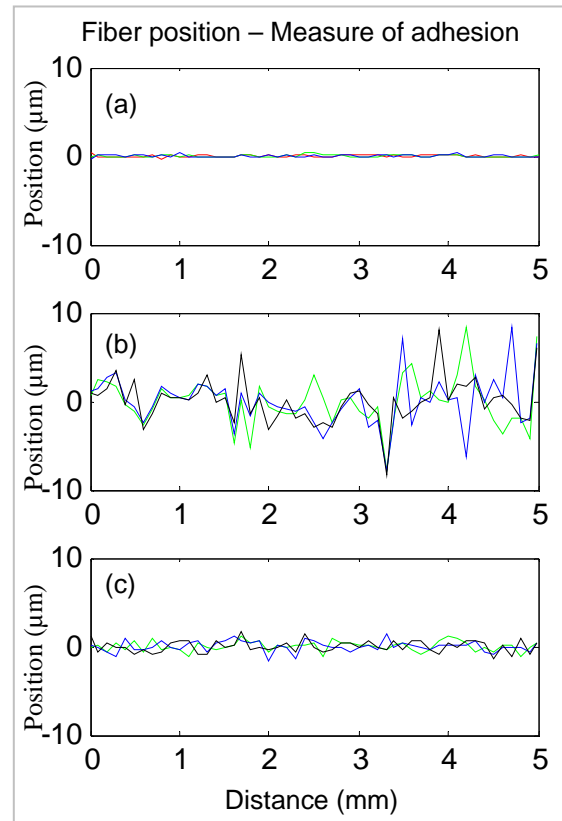 Fiber position – Measure of adhesion
10
(a)
0
-10
Position (µm)
0 1 2 3 4 5
10
(b)
0
-10
Position (µm)
0 1 2 3 4 5
10
(c)
0
-10
Position (µm)
0 1 2 3 4 5
Distance (mm)